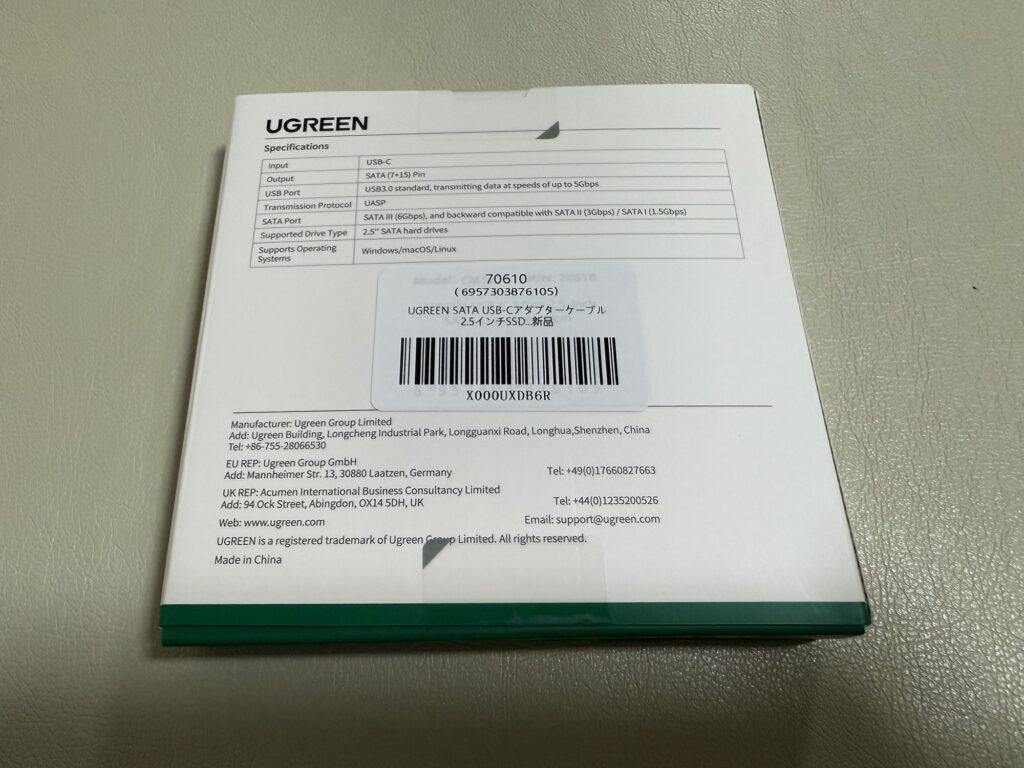 UGREEN
Specifications
Input USB-C
Output SATA (7+15) Pin
USB Port USB3.0 standard, transmitting data at speeds of up to 5Gbps
Transmission Protocol UASP
SATA Port SATA III (6Gbps), and backward compatible with SATA II (3Gbps) / SATA I (1.5Gbps)
Supported Drive Type 2.5" SATA hard drives
Supports Operating Systems Windows/macOS/Linux
70610
(6957303876105)
UGREEN SATA USB-Cアダプターケーブル
2.5インチSSD...新品
X000UXDB6R
Manufacturer: Ugreen Group Limited
Add: Ugreen Building, Longcheng Industrial Park, Longguanxi Road, Longhua,Shenzhen, China
Tel: +86-755-28066530
EU REP: Ugreen Group GmbH
Add: Mannheimer Str. 13, 30880 Laatzen, Germany Tel: +49(0)17660827663
UK REP: Acumen International Business Consultancy Limited
Add: 94 Ock Street, Abingdon, OX14 5DH, UK Tel: +44(0)1235200526
Web: www.ugreen.com Email: support@ugreen.com
UGREEN is a registered trademark of Ugreen Group Limited. All rights reserved.
Made in China